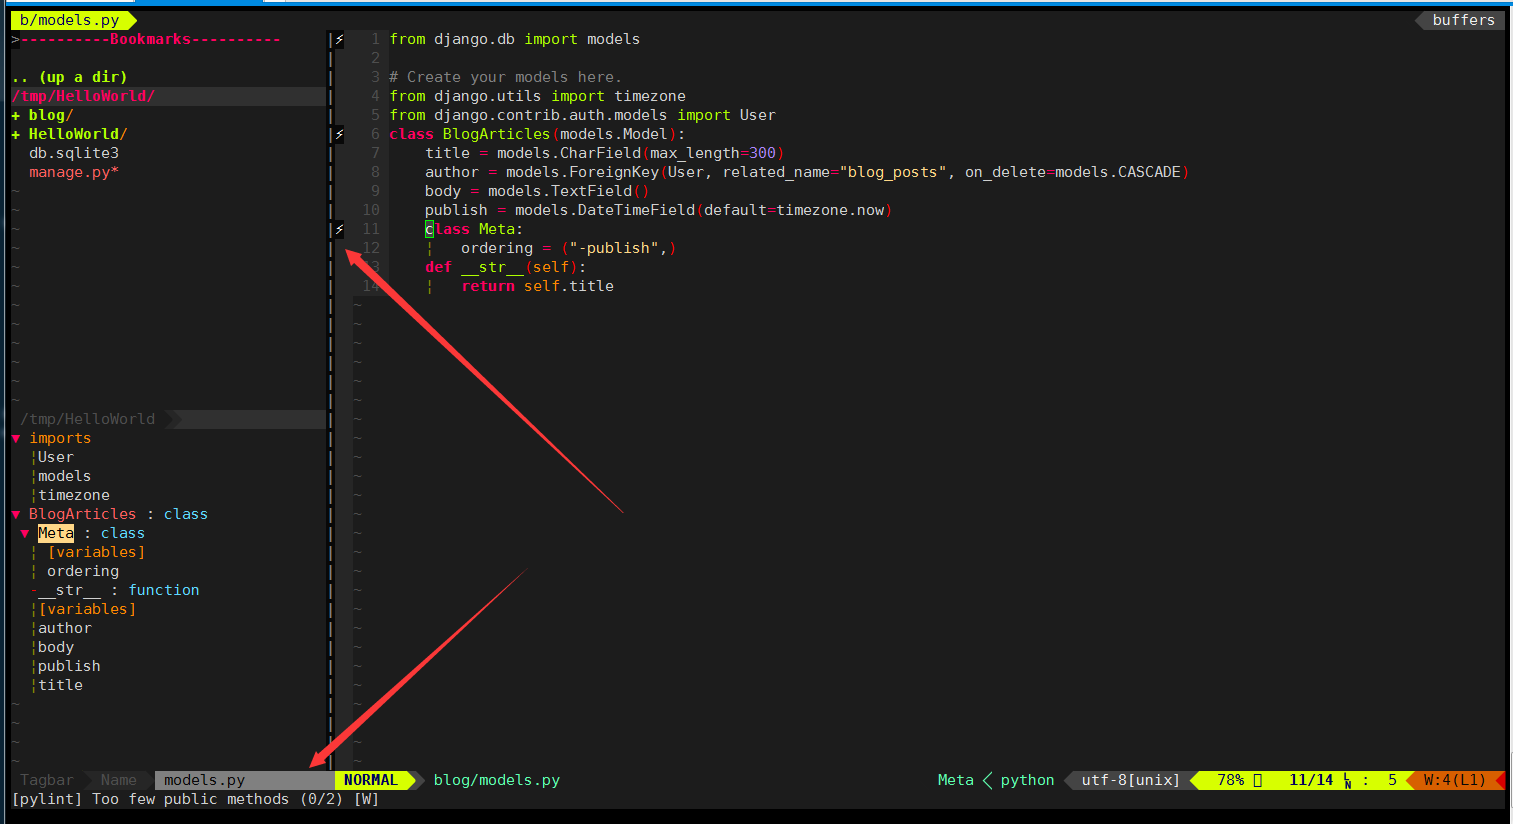 b/models.py
buffers
>----------Bookmarks----------
.. (up a dir)
/tmp/HelloWorld/
+ blog/
+ HelloWorld/
db.sqlite3
manage.py*
/tmp/HelloWorld
▼ imports
¦User
¦models
¦timezone
▼ BlogArticles : class
▼ Meta : class
¦ [variables]
¦ ordering
-__str__ : function
¦[variables]
¦author
¦body
¦publish
¦title
⚡ 1 from django.db import models
2
3 # Create your models here.
4 from django.utils import timezone
5 from django.contrib.auth.models import User
⚡ 6 class BlogArticles(models.Model):
7     title = models.CharField(max_length=300)
8     author = models.ForeignKey(User, related_name="blog_posts", on_delete=models.CASCADE)
9     body = models.TextField()
10     publish = models.DateTimeField(default=timezone.now)
⚡ 11     class Meta:
12     ¦   ordering = ("-publish",)
13     def __str__(self):
14     ¦   return self.title
Tagbar Name models.py NORMAL blog/models.py Meta < python utf-8[unix] 78% 11/14 LN : 5 W:4(L1)
[pylint] Too few public methods (0/2) [W]